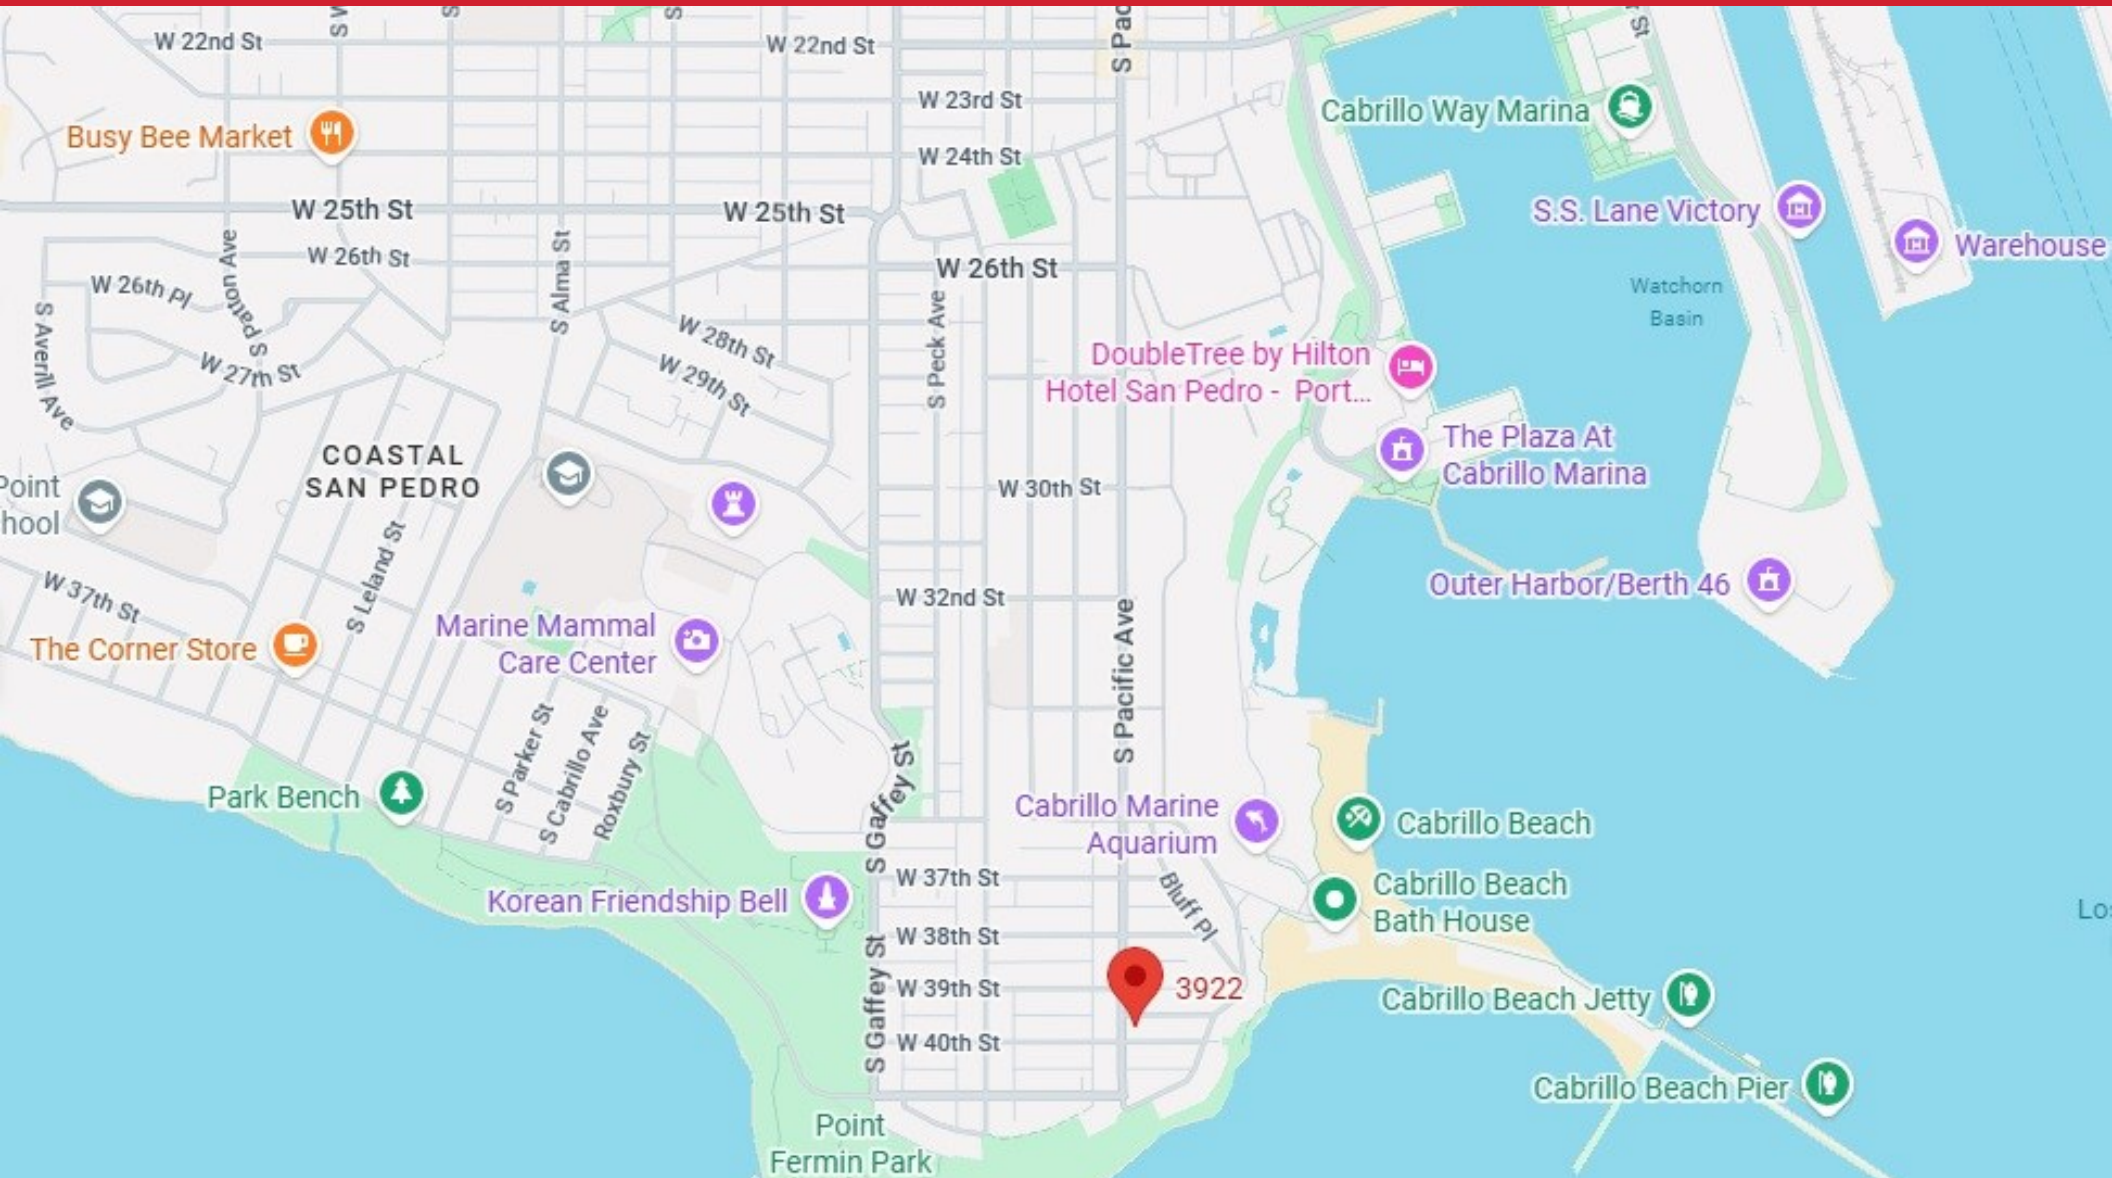 W 22nd St
W 22nd St
S Pac
St
W 23rd St
Cabrillo Way Marina
Busy Bee Market
W 24th St
W 25th St
W 25th St
S.S. Lane Victory
Warehouse
W 26th St
W 26th St
S Alma St
S Patton Ave
W 26th Pl
Watchorn
Basin
S Averill Ave
S Peck Ave
W 28th St
W 27th St
W 29th St
DoubleTree by Hilton
Hotel San Pedro - Port...
The Plaza At
Cabrillo Marina
COASTAL
SAN PEDRO
Point
hool
W 30th St
S Leland St
W 37th St
W 32nd St
Outer Harbor/Berth 46
The Corner Store
Marine Mammal
Care Center
S Pacific Ave
S Parker St
S Cabrillo Ave
Roxbury St
S Gaffey St
Park Bench
Cabrillo Marine
Aquarium
Cabrillo Beach
W 37th St
Bluff Pl
Cabrillo Beach
Bath House
Korean Friendship Bell
Los
W 38th St
S Gaffey St
W 39th St
3922
Cabrillo Beach Jetty
W 40th St
Cabrillo Beach Pier
Point
Fermin Park